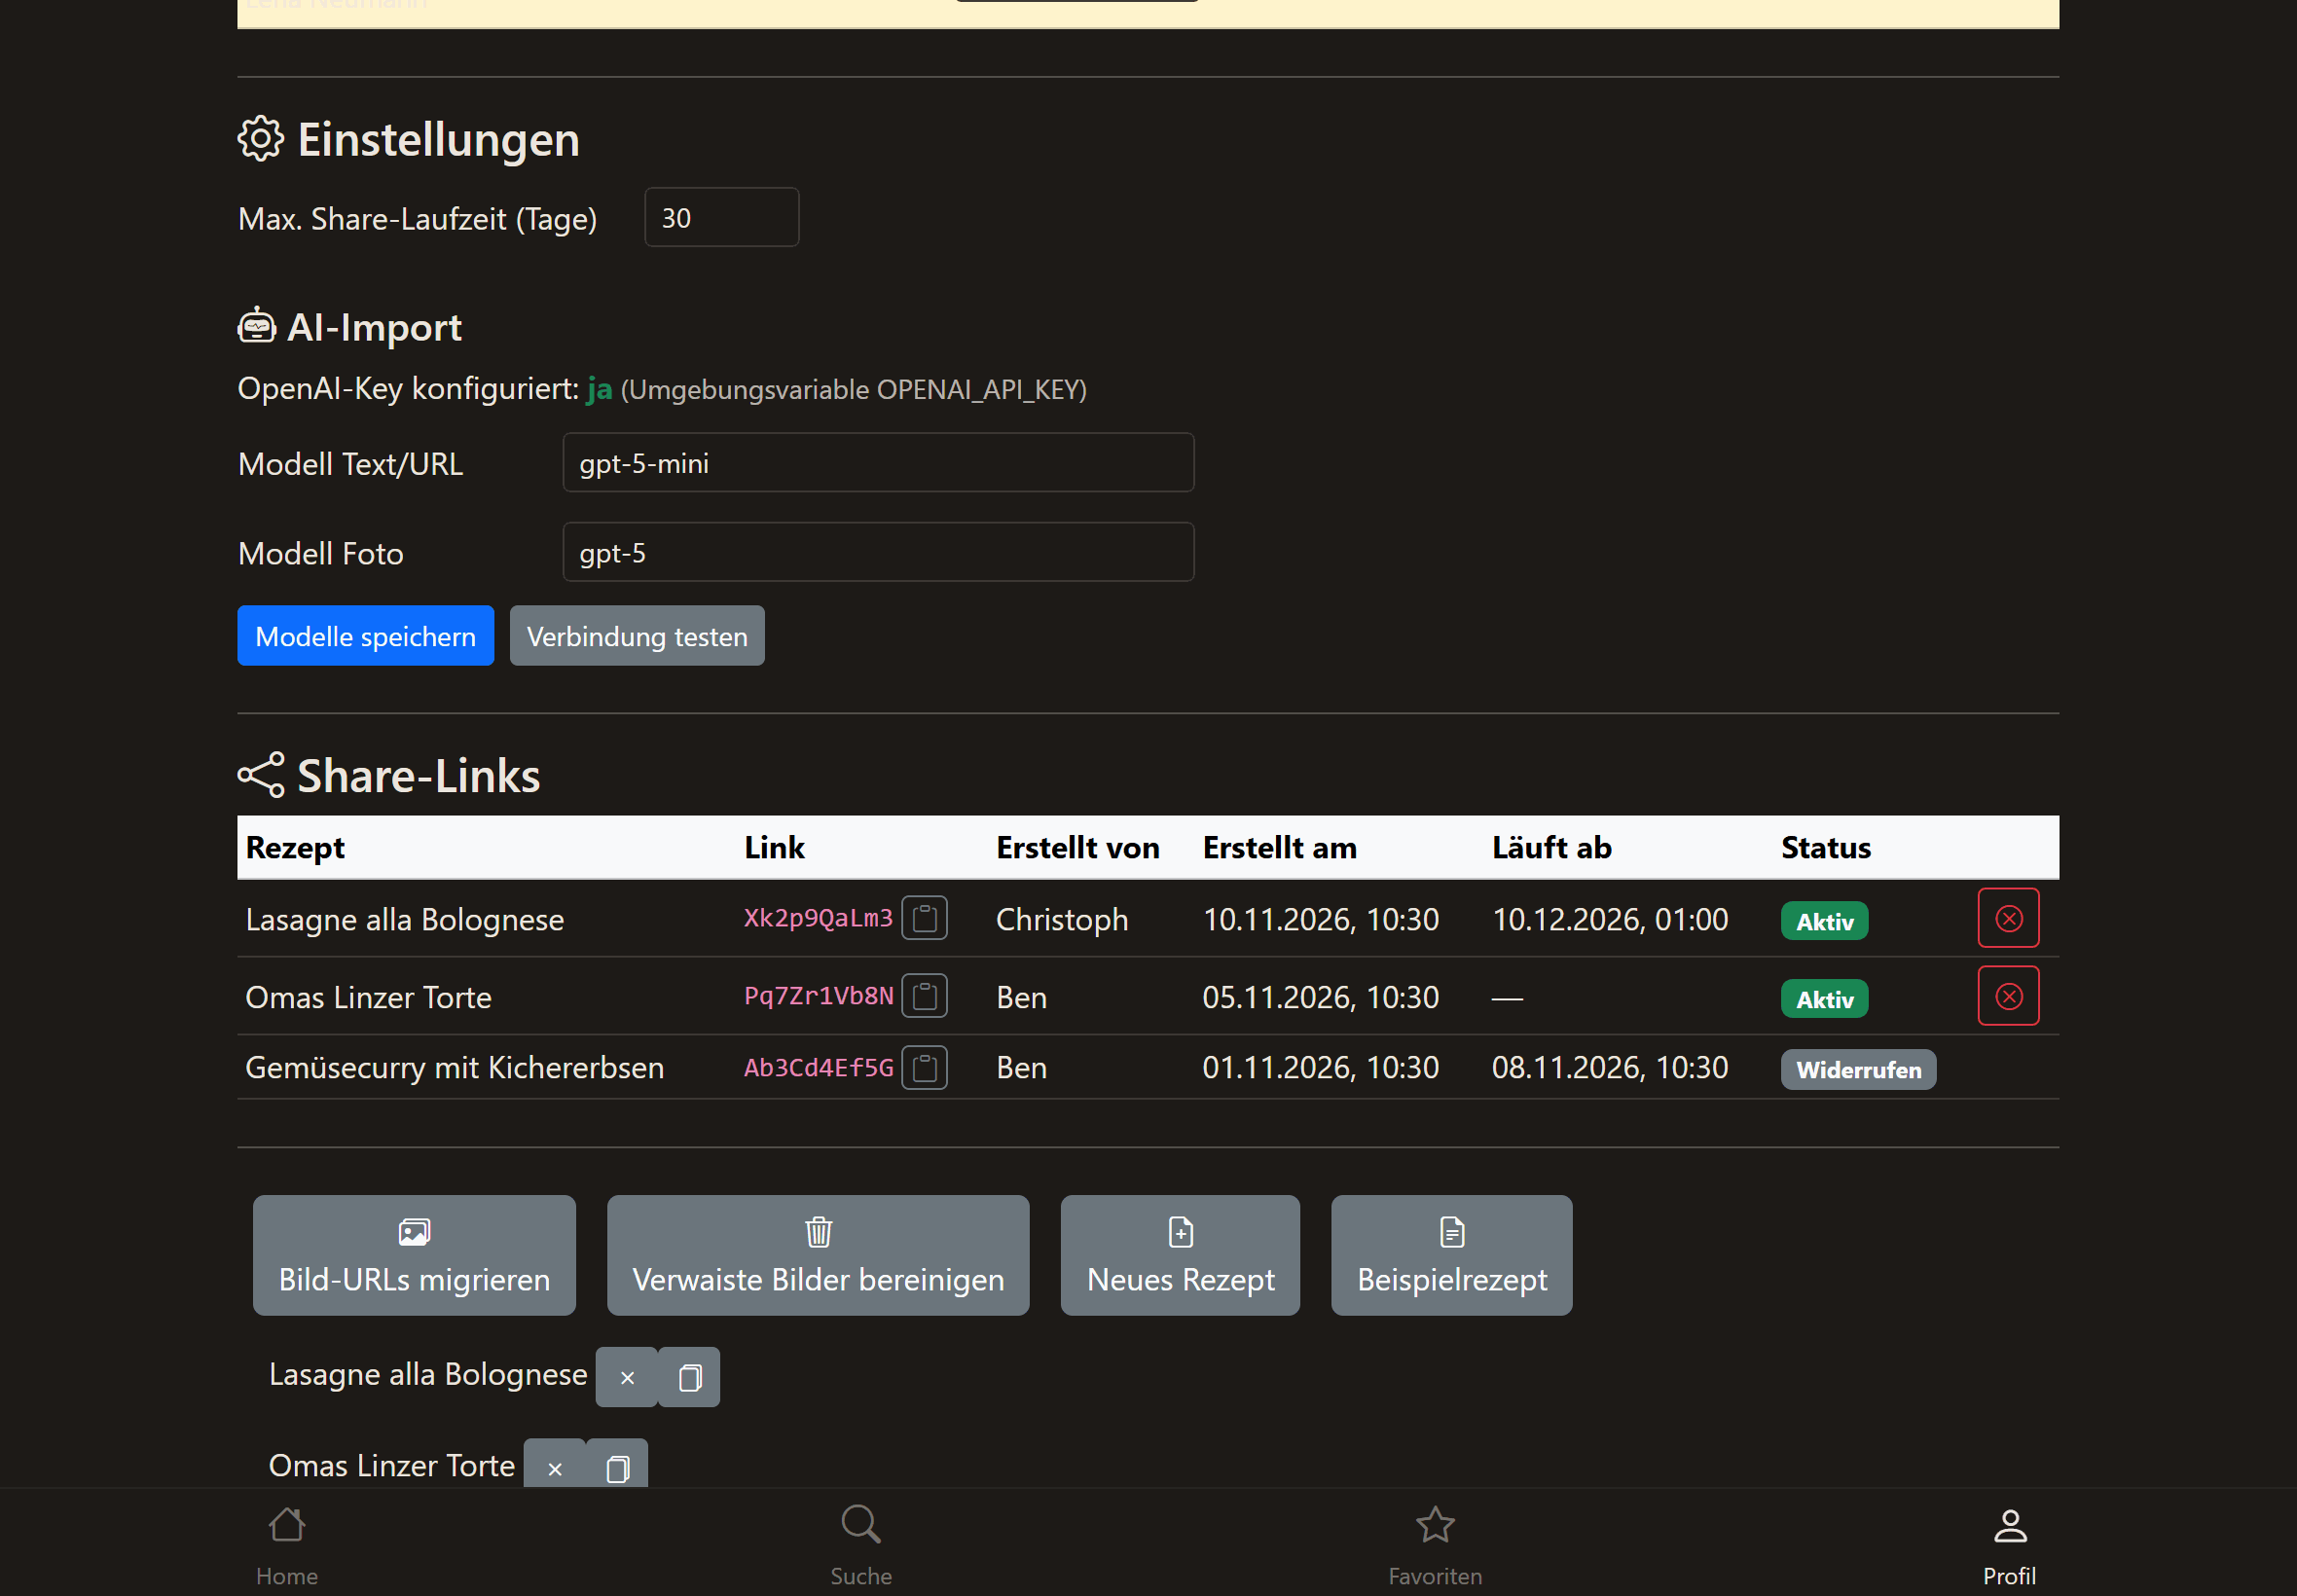 Lena Neumann
Einstellungen
Max. Share-Laufzeit (Tage) 30
AI-Import
OpenAI-Key konfiguriert: ja (Umgebungsvariable OPENAI_API_KEY)
Modell Text/URL gpt-5-mini
Modell Foto gpt-5
Modelle speichern Verbindung testen
Share-Links
Rezept Link Erstellt von Erstellt am Läuft ab Status
Lasagne alla Bolognese Xk2p9QaLm3 Christoph 10.11.2026, 10:30 10.12.2026, 01:00 Aktiv
Omas Linzer Torte Pq7Zr1Vb8N Ben 05.11.2026, 10:30 — Aktiv
Gemüsecurry mit Kichererbsen Ab3Cd4Ef5G Ben 01.11.2026, 10:30 08.11.2026, 10:30 Widerrufen
Bild-URLs migrieren Verwaiste Bilder bereinigen Neues Rezept Beispielrezept
Lasagne alla Bolognese ×
Omas Linzer Torte ×
Home Suche Favoriten Profil